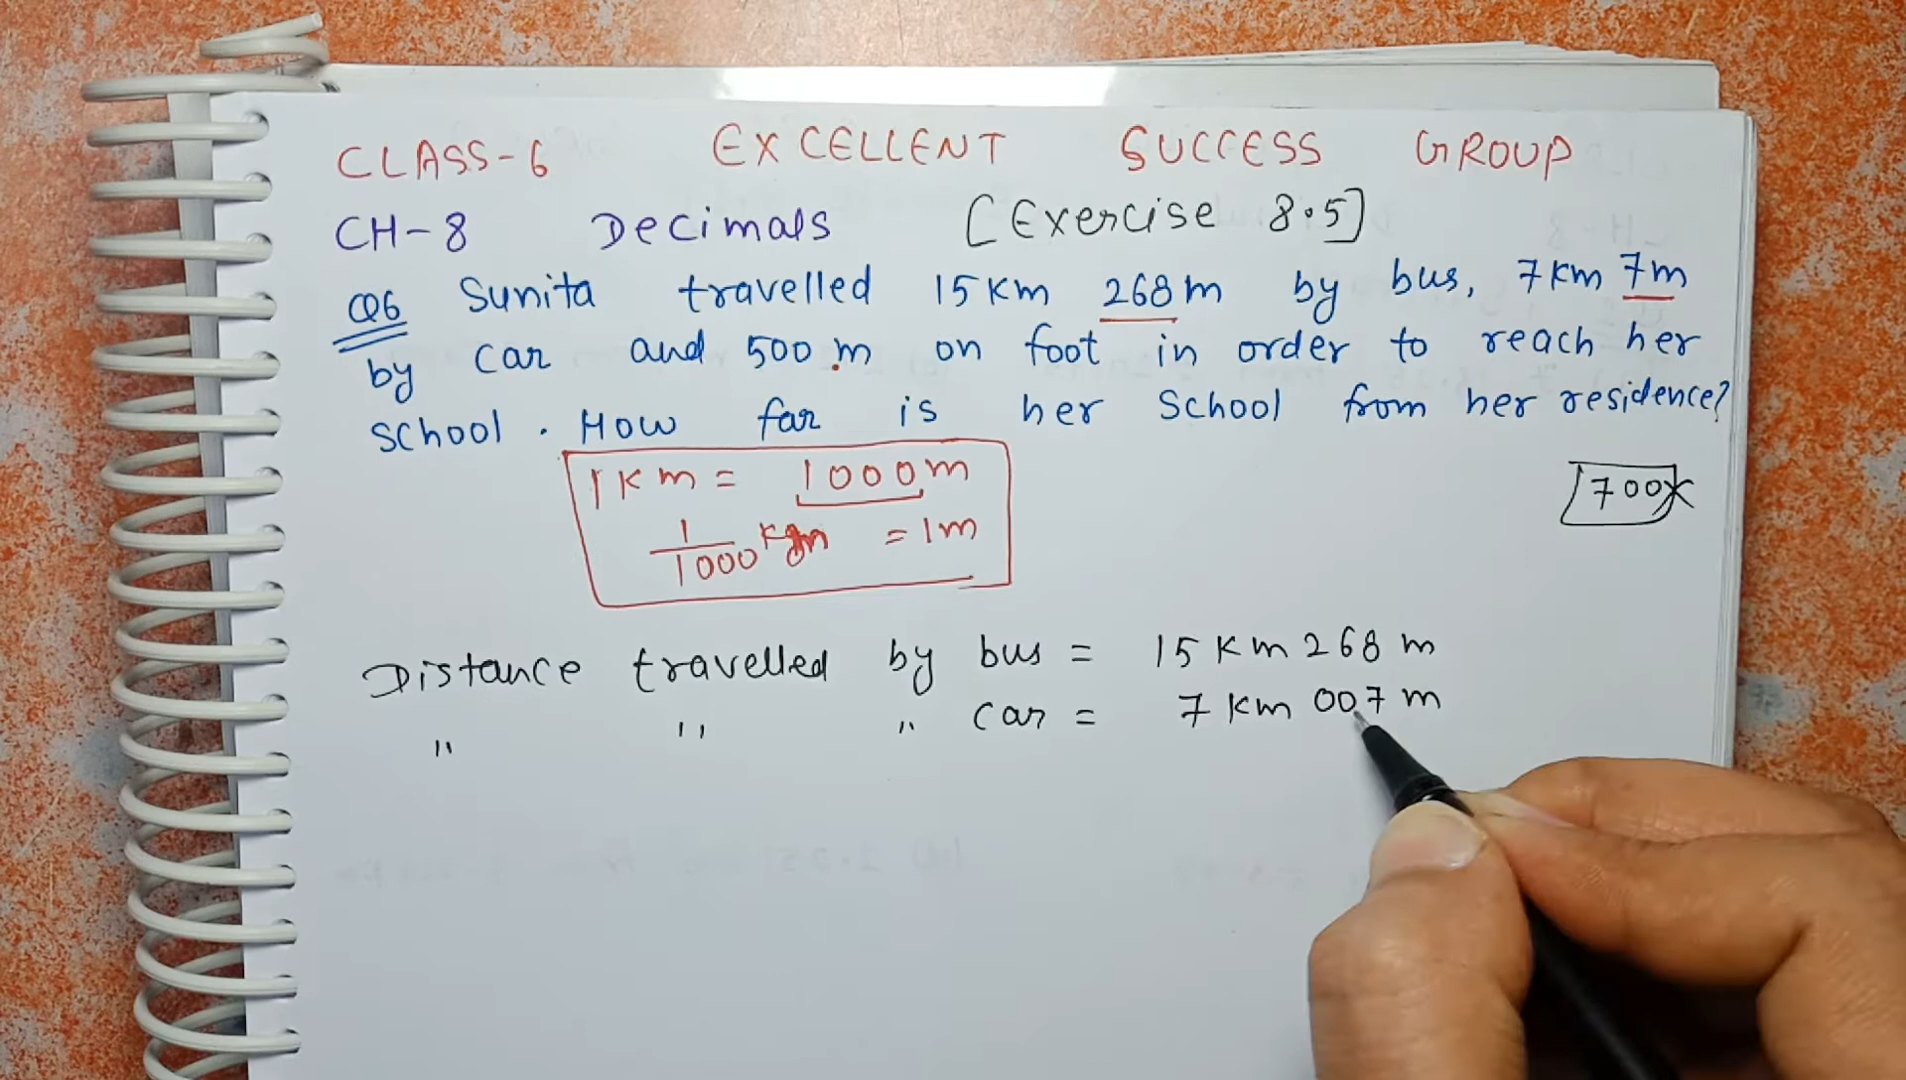 CLASS-6 EXCELLENT SUCCESS GROUP
CH-8 Decimals [Exercise 8.5]
Q6 Sunita travelled 15 km 268 m by bus, 7 km 7m
by car and 500 m on foot in order to reach her
school. How far is her School from her residence?
1 Km = 1000 m
700
1/1000 km = 1m
Distance travelled by bus = 15 Km 268 m
" " " car = 7 km 007 m